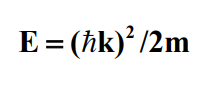 E = (ℏk)² /2m